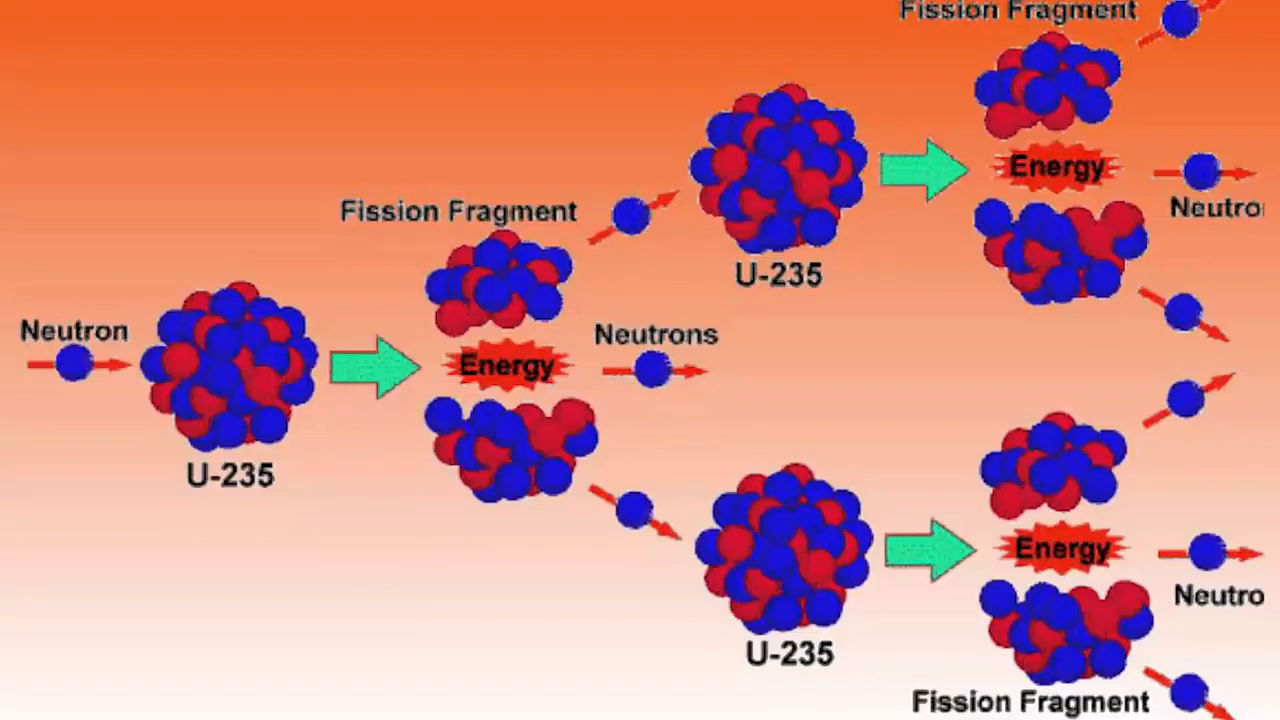 Fission Fragment
Energy
Neutro
Fission Fragment
U-235
Neutron
Neutrons
Energy
U-235
Energy
Neutro
U-235
Fission Fragment